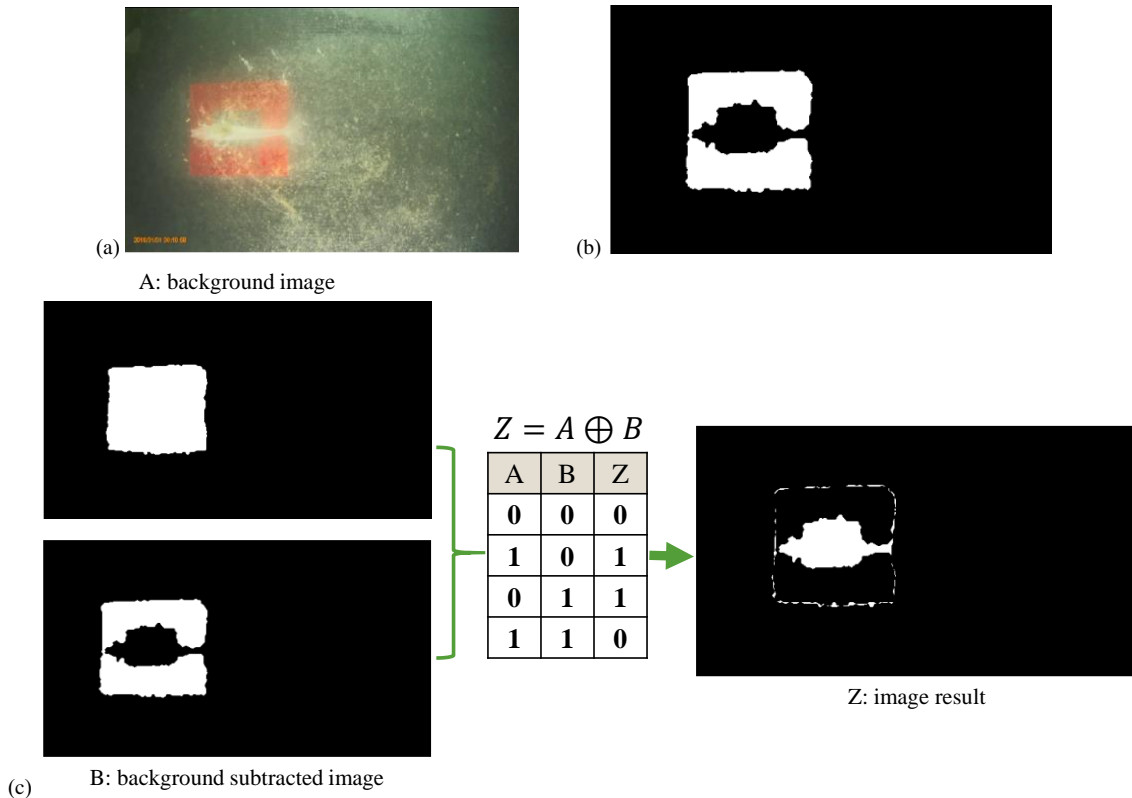 (a)
(b)
A: background image
Z = A ⊕ B
A B Z
0 0 0
1 0 1
0 1 1
1 1 0
Z: image result
B: background subtracted image
(c)